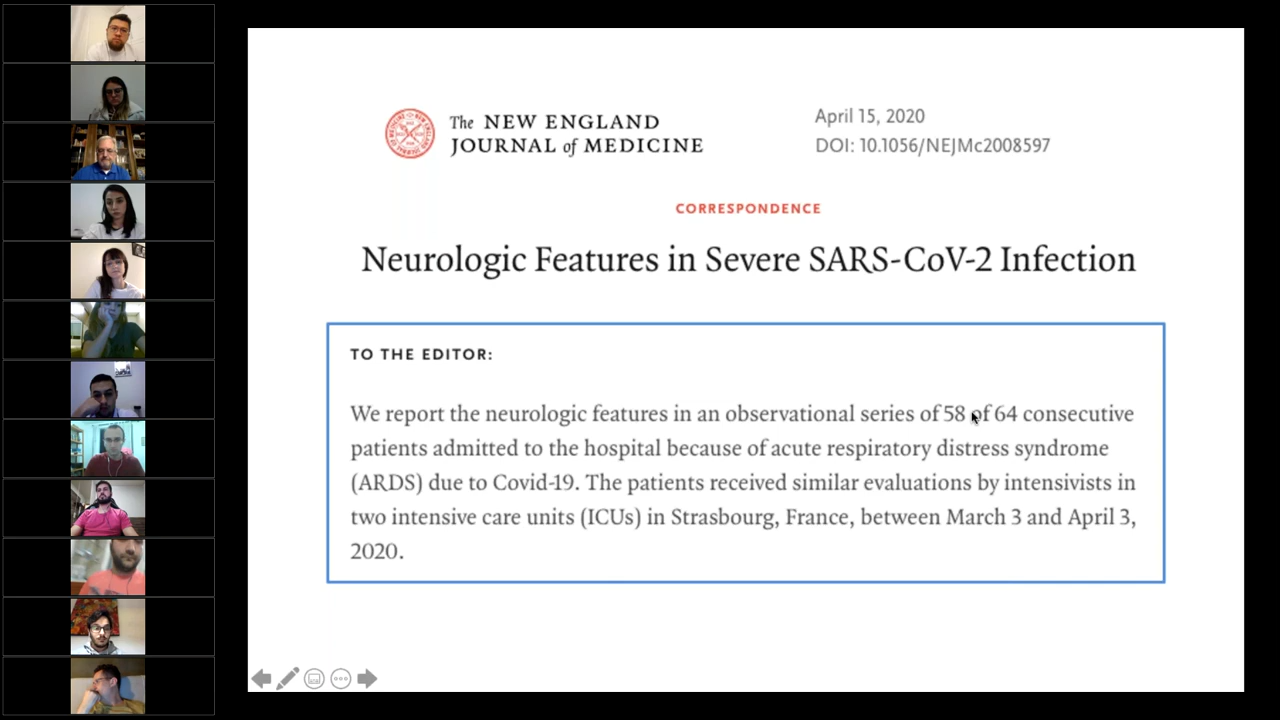 The NEW ENGLAND
JOURNAL of MEDICINE
April 15, 2020
DOI: 10.1056/NEJMc2008597
CORRESPONDENCE
Neurologic Features in Severe SARS-CoV-2 Infection
TO THE EDITOR:
We report the neurologic features in an observational series of 58 of 64 consecutive
patients admitted to the hospital because of acute respiratory distress syndrome
(ARDS) due to Covid-19. The patients received similar evaluations by intensivists in
two intensive care units (ICUs) in Strasbourg, France, between March 3 and April 3,
2020.